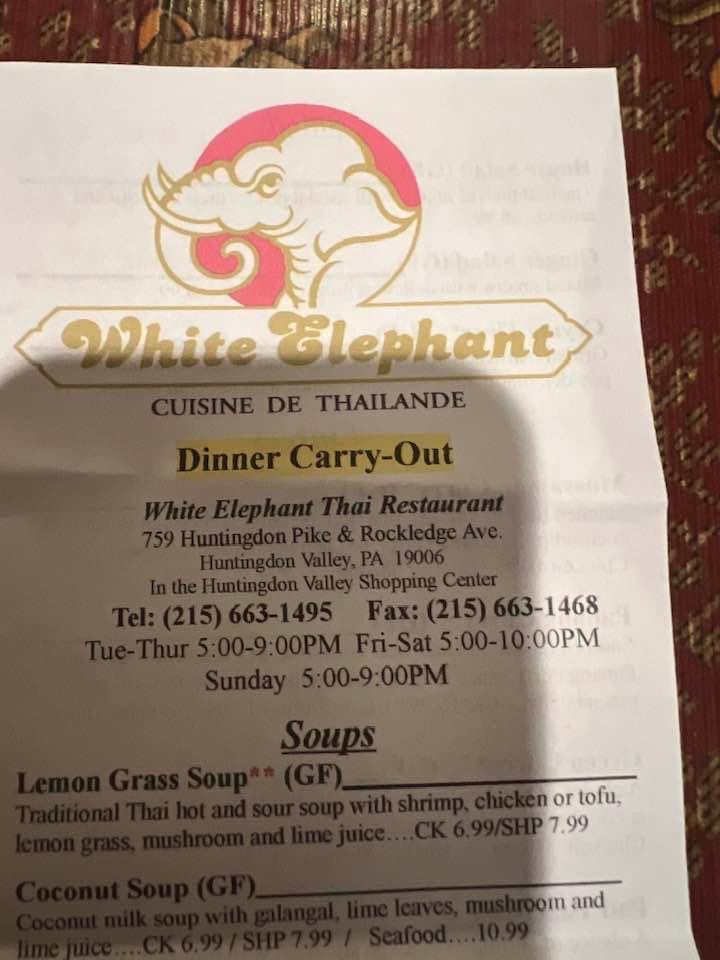 White Elephant
CUISINE DE THAILANDE
Dinner Carry-Out
White Elephant Thai Restaurant
759 Huntingdon Pike & Rockledge Ave.
Huntingdon Valley, PA 19006
In the Huntingdon Valley Shopping Center
Tel: (215) 663-1495 Fax: (215) 663-1468
Tue-Thur 5:00-9:00PM Fri-Sat 5:00-10:00PM
Sunday 5:00-9:00PM
Soups
Lemon Grass Soup** (GF)
Traditional Thai hot and sour soup with shrimp, chicken or tofu,
lemon grass, mushroom and lime juice....CK 6.99/SHP 7.99
Coconut Soup (GF)
Coconut milk soup with galangal, lime leaves, mushroom and
lime juice....CK 6.99 / SHP 7.99 / Seafood....10.99